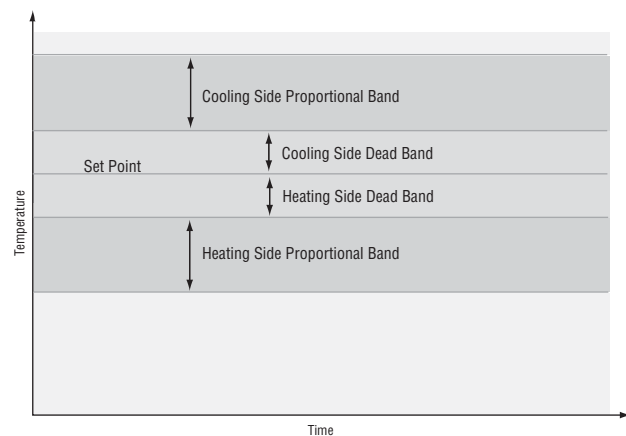 Cooling Side Proportional Band
Cooling Side Dead Band
Set Point
Heating Side Dead Band
Heating Side Proportional Band
Temperature
Time